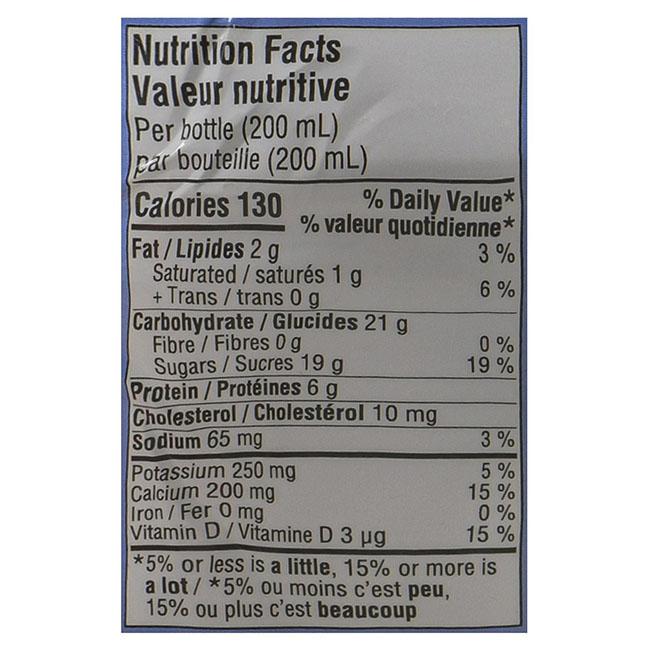 Nutrition Facts
Valeur nutritive
Per bottle (200 mL)
par bouteille (200 mL)
Calories 130
% Daily Value*
% valeur quotidienne*
Fat / Lipides 2 g 3 %
Saturated / saturés 1 g
+ Trans / trans 0 g 6 %
Carbohydrate / Glucides 21 g
Fibre / Fibres 0 g 0 %
Sugars / Sucres 19 g 19 %
Protein / Protéines 6 g
Cholesterol / Cholestérol 10 mg
Sodium 65 mg 3 %
Potassium 250 mg 5 %
Calcium 200 mg 15 %
Iron / Fer 0 mg 0 %
Vitamin D / Vitamine D 3 µg 15 %
*5% or less is a little, 15% or more is
a lot / *5% ou moins c'est peu,
15% ou plus c'est beaucoup